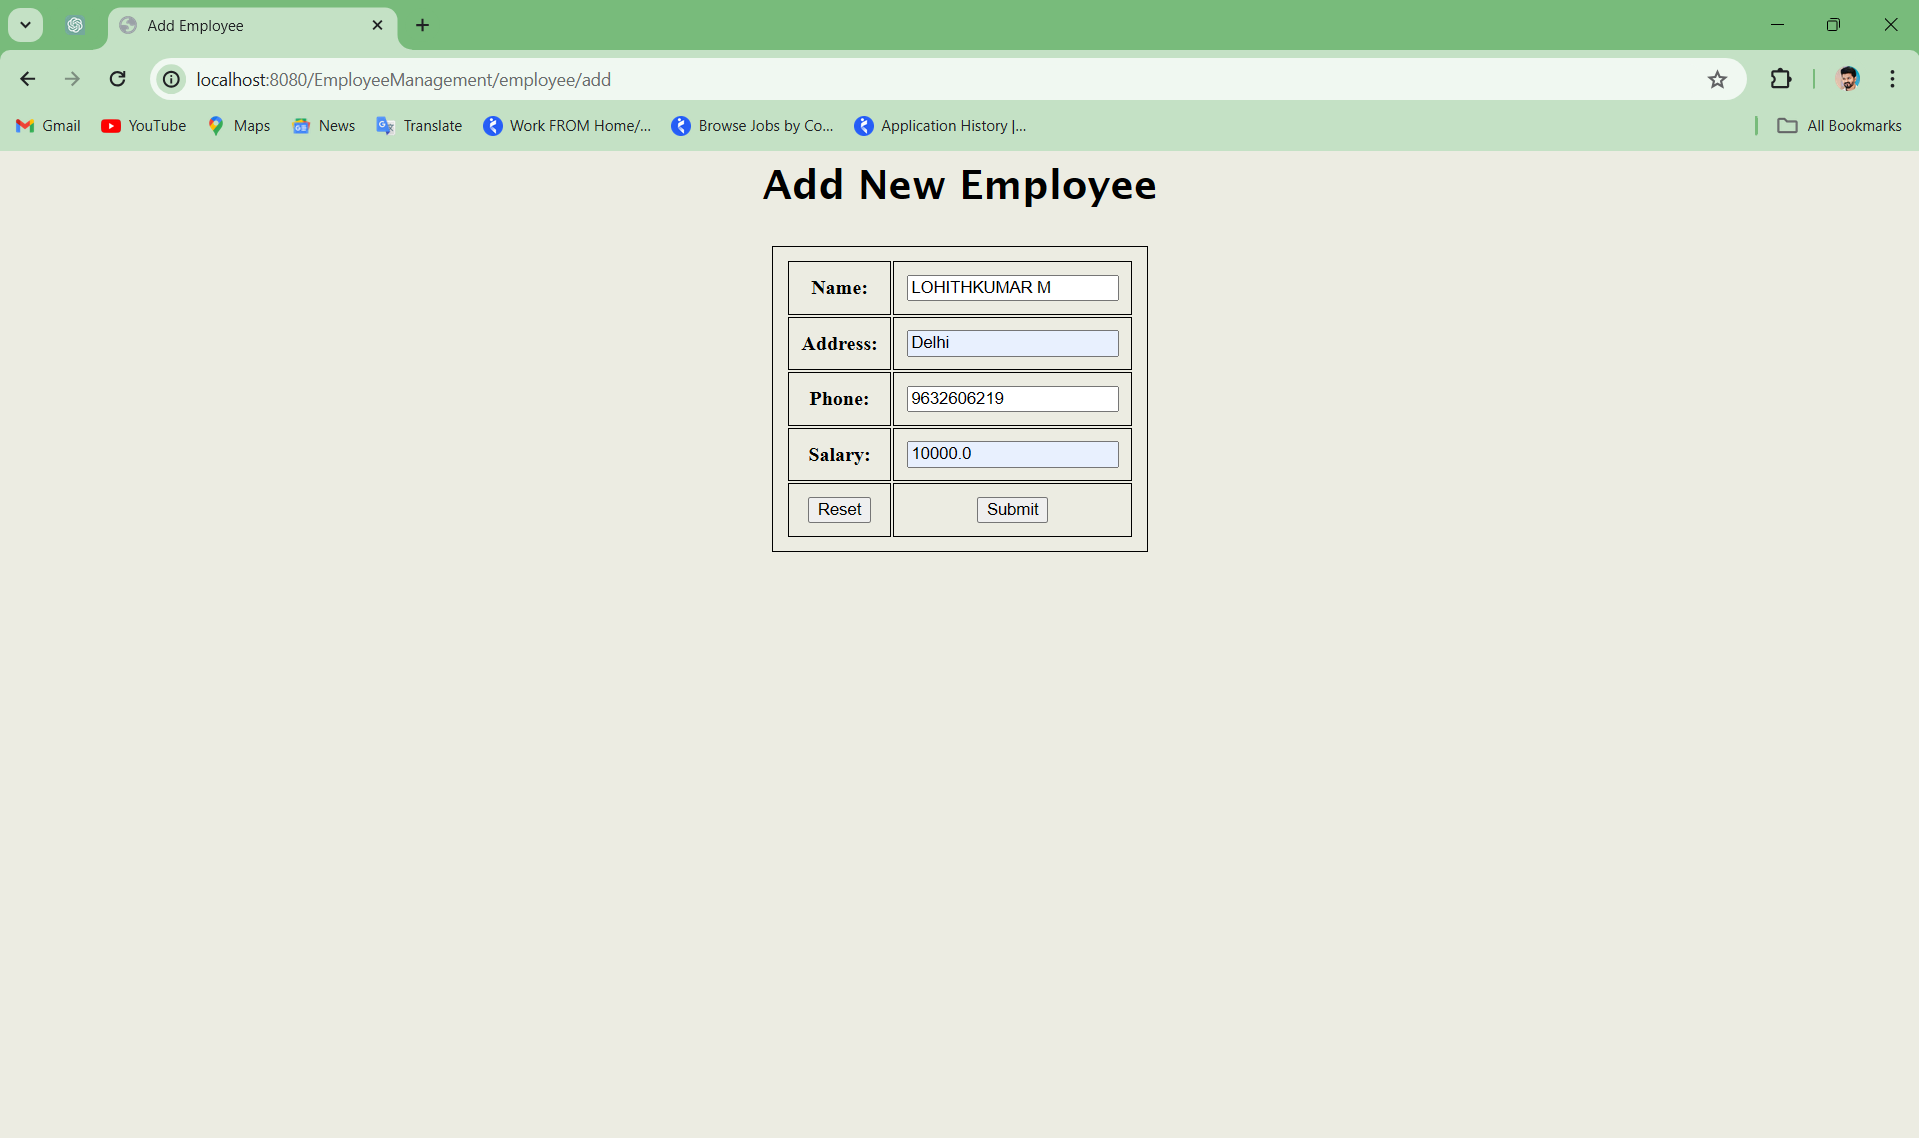 Add Employee
localhost:8080/EmployeeManagement/employee/add
Gmail YouTube Maps News Translate Work FROM Home/... Browse Jobs by Co... Application History |... All Bookmarks
Add New Employee
Name: LOHITHKUMAR M
Address: Delhi
Phone: 9632606219
Salary: 10000.0
Reset Submit